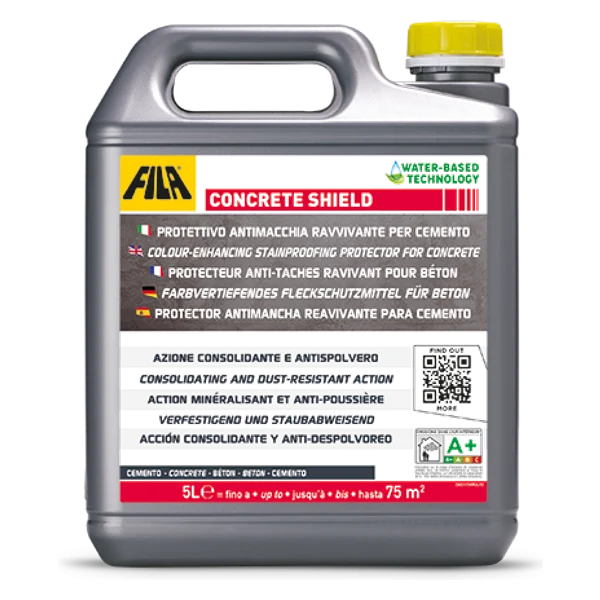 FILA
WATER-BASED
TECHNOLOGY
CONCRETE SHIELD
PROTETTIVO ANTIMACCHIA RAVVIVANTE PER CEMENTO
COLOUR-ENHANCING STAINPROOFING PROTECTOR FOR CONCRETE
PROTECTEUR ANTI-TACHES RAVIVANT POUR BÉTON
FARBVERTIEFENDES FLECKSCHUTZMITTEL FÜR BETON
PROTECTOR ANTIMANCHA REAVIVANTE PARA CEMENTO
AZIONE CONSOLIDANTE E ANTISPOLVERO
CONSOLIDATING AND DUST-RESISTANT ACTION
ACTION MINÉRALISANT ET ANTI-POUSSIÈRE
VERFESTIGEND UND STAUBABWEISEND
ACCIÓN CONSOLIDANTE Y ANTI-DESPOLVOREO
FIND OUT
MORE
A+
A+ A B C
CEMENTO - CONCRETE - BÉTON - BETON - CEMENTO
5L℮ = fino a • up to • jusqu'à • bis • hasta 75 m²